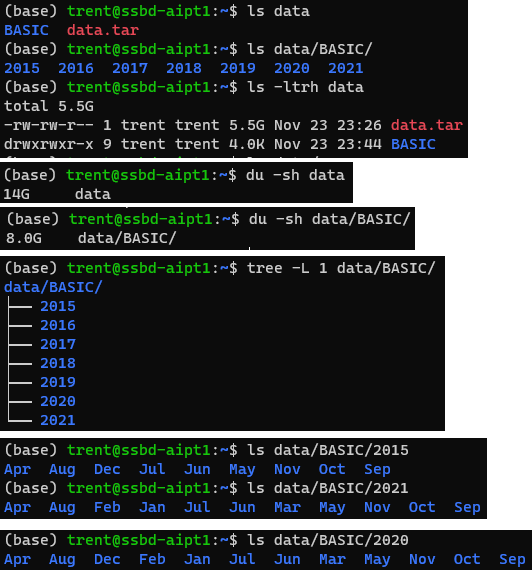 (base) trent@ssbd-aipt1:~$ ls data
BASIC  data.tar
(base) trent@ssbd-aipt1:~$ ls data/BASIC/
2015  2016  2017  2018  2019  2020  2021
(base) trent@ssbd-aipt1:~$ ls -ltrh data
total 5.5G
-rw-rw-r-- 1 trent trent 5.5G Nov 23 23:26 data.tar
drwxrwxr-x 9 trent trent 4.0K Nov 23 23:44 BASIC
(base) trent@ssbd-aipt1:~$ du -sh data
14G     data
(base) trent@ssbd-aipt1:~$ du -sh data/BASIC/
8.0G    data/BASIC/
(base) trent@ssbd-aipt1:~$ tree -L 1 data/BASIC/
data/BASIC/
├── 2015
├── 2016
├── 2017
├── 2018
├── 2019
├── 2020
└── 2021
(base) trent@ssbd-aipt1:~$ ls data/BASIC/2015
Apr  Aug  Dec  Jul  Jun  May  Nov  Oct  Sep
(base) trent@ssbd-aipt1:~$ ls data/BASIC/2021
Apr  Aug  Feb  Jan  Jul  Jun  Mar  May  Nov  Oct  Sep
(base) trent@ssbd-aipt1:~$ ls data/BASIC/2020
Apr  Aug  Dec  Feb  Jan  Jul  Jun  Mar  May  Nov  Oct  Sep